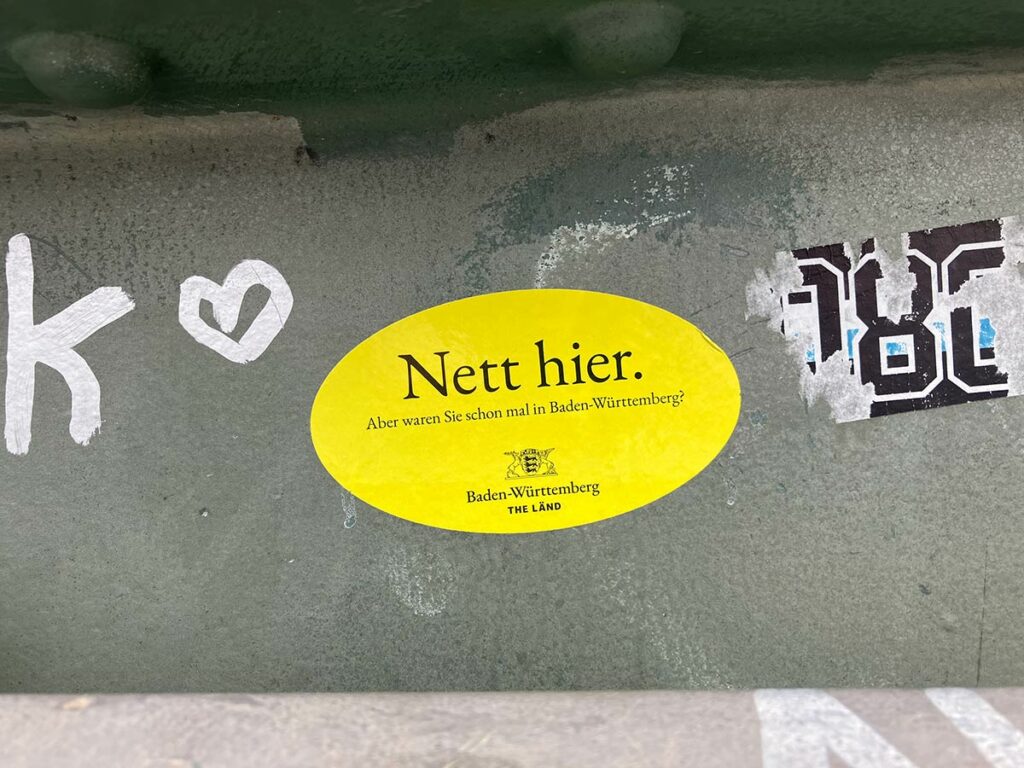 k
Nett hier.
Aber waren Sie schon mal in Baden-Württemberg?
Baden-Württemberg
THE LÄND